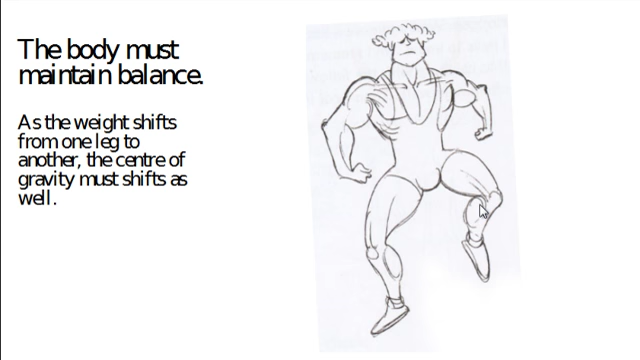 The body must
maintain balance.
As the weight shifts
from one leg to
another, the centre of
gravity must shifts as
well.